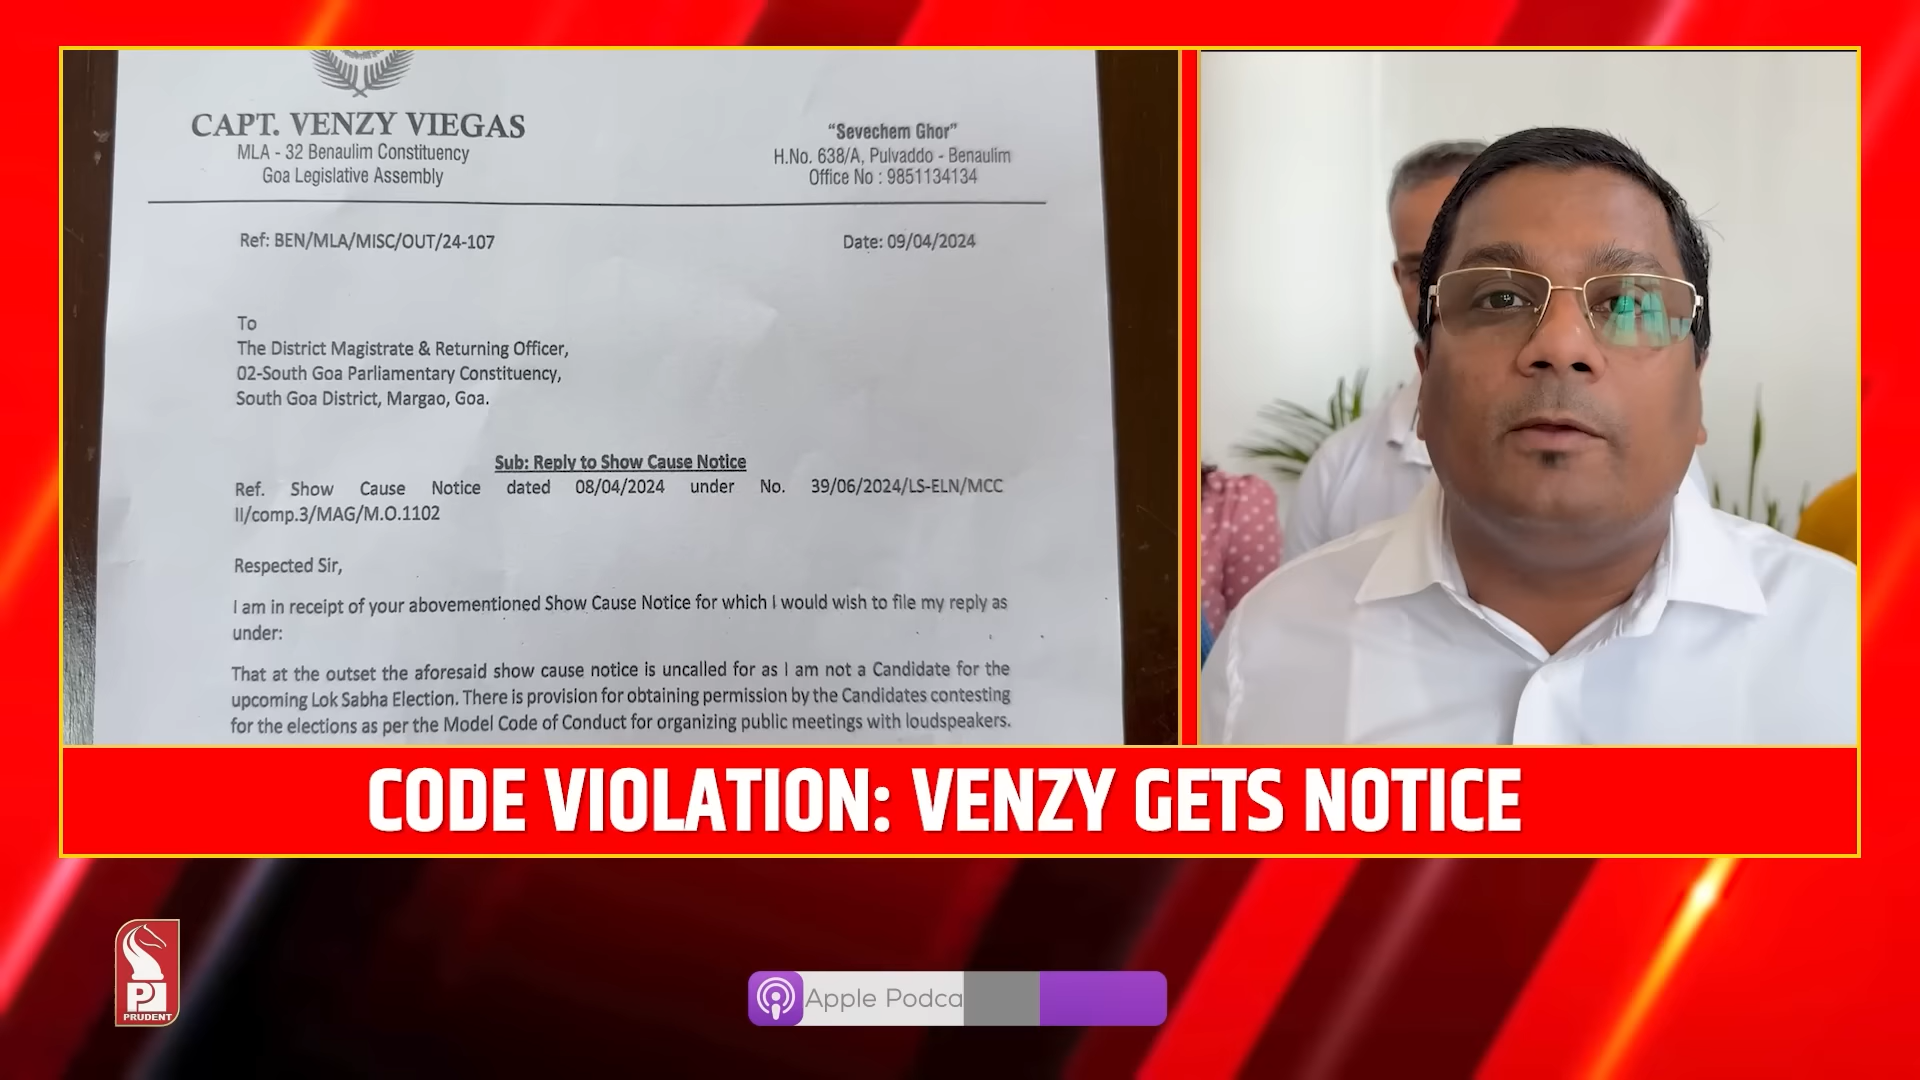 CAPT. VENZY VIEGAS
MLA - 32 Benaulim Constituency
Goa Legislative Assembly
“Sevechem Ghor”
H.No. 638/A, Pulvaddo - Benaulim
Office No : 9851134134
Ref: BEN/MLA/MISC/OUT/24-107
Date: 09/04/2024
To
The District Magistrate & Returning Officer,
02-South Goa Parliamentary Constituency,
South Goa District, Margao, Goa.
Sub: Reply to Show Cause Notice
Ref. Show Cause Notice dated 08/04/2024 under No. 39/06/2024/LS-ELN/MCC
II/comp.3/MAG/M.O.1102
Respected Sir,
I am in receipt of your abovementioned Show Cause Notice for which I would wish to file my reply as
under:
That at the outset the aforesaid show cause notice is uncalled for as I am not a Candidate for the
upcoming Lok Sabha Election. There is provision for obtaining permission by the Candidates contesting
for the elections as per the Model Code of Conduct for organizing public meetings with loudspeakers.
CODE VIOLATION: VENZY GETS NOTICE
P
PRUDENT
Apple Podca